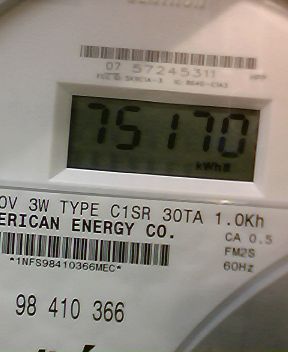 07 57245311
75170
kWh
0V 3W TYPE C1SR 30TA 1.0Kh
ERICAN ENERGY CO.
CA 0.5
FM2S
60Hz
*1NFS98410366MEC*
98 410 366